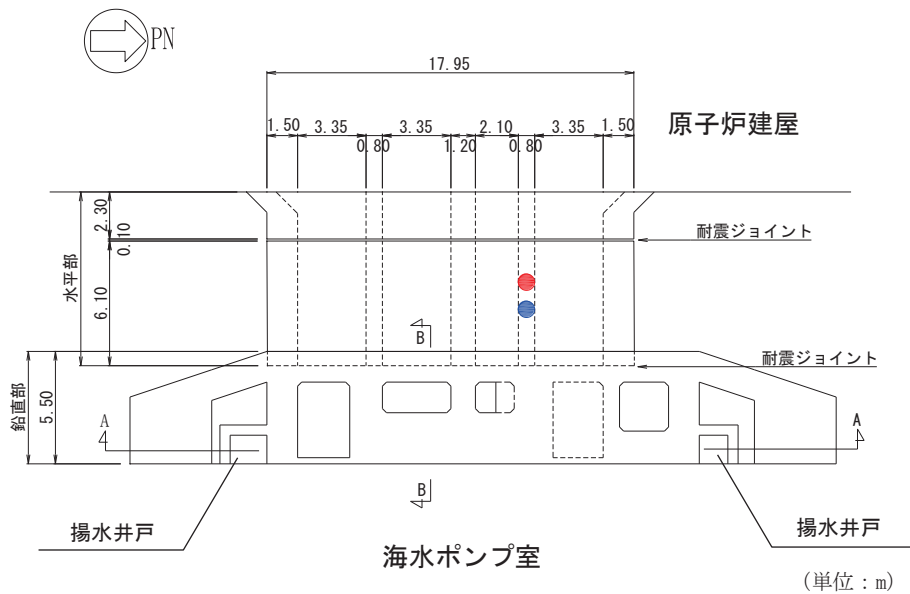 PN
17.95
1.50
3.35
0.80
3.35
1.20
2.10
0.80
3.35
1.50
原子炉建屋
2.30
0.10
耐震ジョイント
水平部
6.10
B
耐震ジョイント
鉛直部
5.50
A
A
B
揚水井戸
揚水井戸
海水ポンプ室
(単位：m)